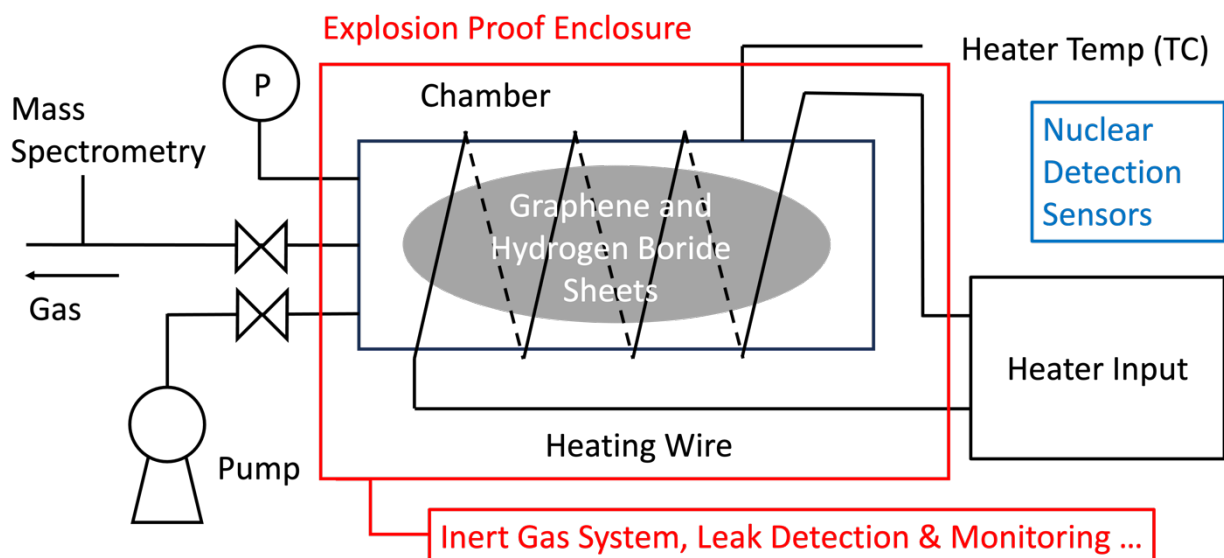 Explosion Proof Enclosure
Heater Temp (TC)
P
Chamber
Mass
Spectrometry
Nuclear
Detection
Sensors
Graphene and
Hydrogen Boride
Sheets
Gas
Heater Input
Heating Wire
Pump
Inert Gas System, Leak Detection & Monitoring ...